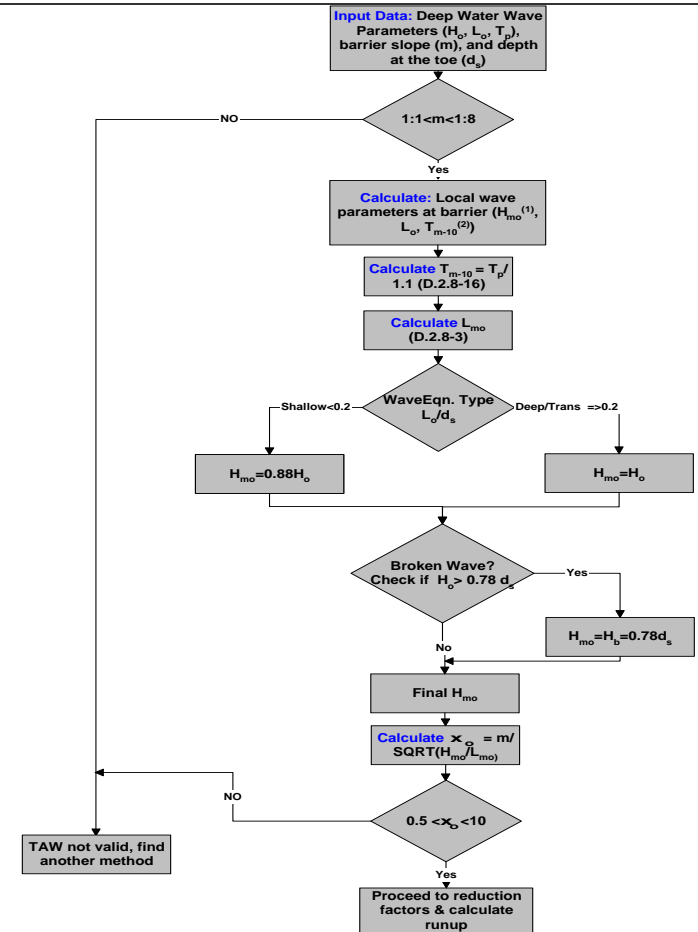 Input Data: Deep Water Wave
Parameters (Ho, Lo, Tp),
barrier slope (m), and depth
at the toe (ds)
NO
1:1<m<1:8
Yes
Calculate: Local wave
parameters at barrier (Hmo(1),
Lo, Tm-10(2))
Calculate Tm-10 = Tp/
1.1 (D.2.8-16)
Calculate Lmo
(D.2.8-3)
Shallow<0.2
WaveEqn. Type
Lo/ds
Deep/Trans =>0.2
Hmo=0.88Ho
Hmo=Ho
Broken Wave?
Check if Ho> 0.78 ds
Yes
Hmo=Hb=0.78ds
No
Final Hmo
Calculate xo = m/
SQRT(Hmo/Lmo)
NO
0.5 <xo<10
TAW not valid, find
another method
Yes
Proceed to reduction
factors & calculate
runup